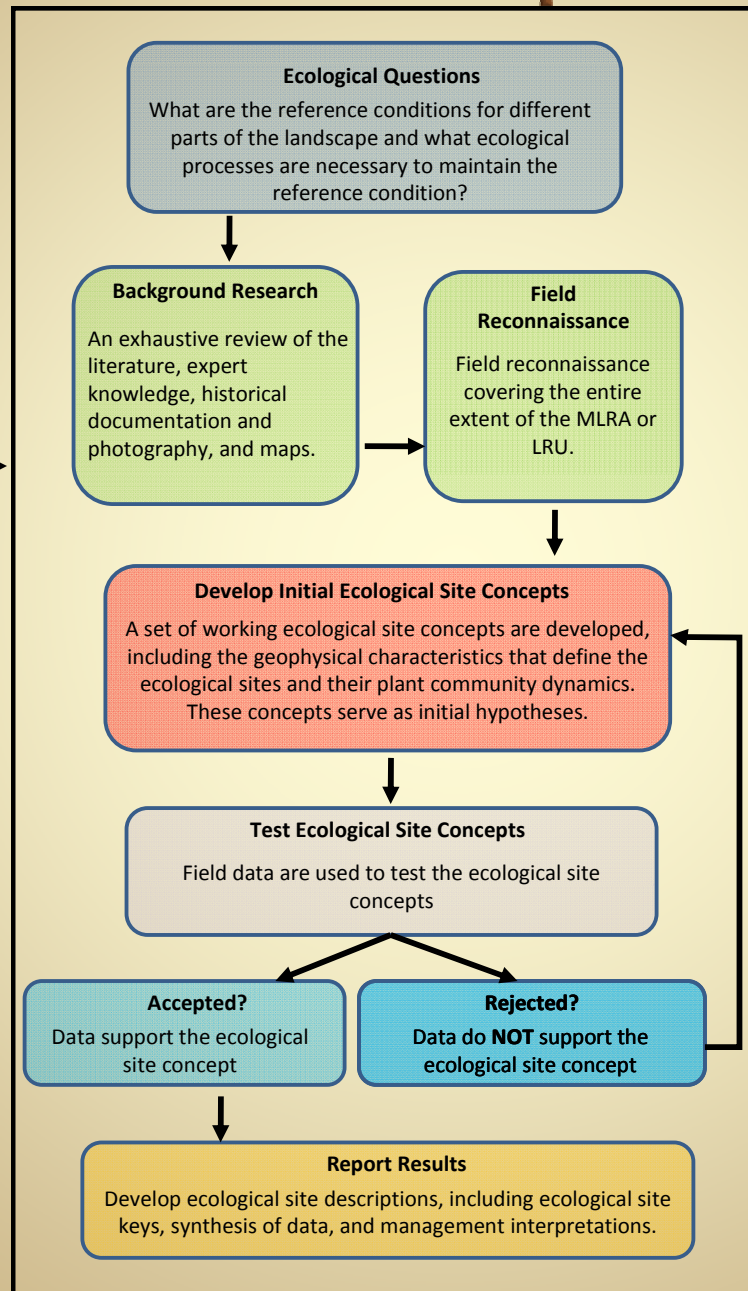 Ecological Questions
What are the reference conditions for different
parts of the landscape and what ecological
processes are necessary to maintain the
reference condition?
Background Research
An exhaustive review of the
literature, expert
knowledge, historical
documentation and
photography, and maps.
Field
Reconnaissance
Field reconnaissance
covering the entire
extent of the MLRA or
LRU.
Develop Initial Ecological Site Concepts
A set of working ecological site concepts are developed,
including the geophysical characteristics that define the
ecological sites and their plant community dynamics.
These concepts serve as initial hypotheses.
Test Ecological Site Concepts
Field data are used to test the ecological site
concepts
Accepted?
Data support the ecological
site concept
Rejected?
Data do NOT support the
ecological site concept
Report Results
Develop ecological site descriptions, including ecological site
keys, synthesis of data, and management interpretations.